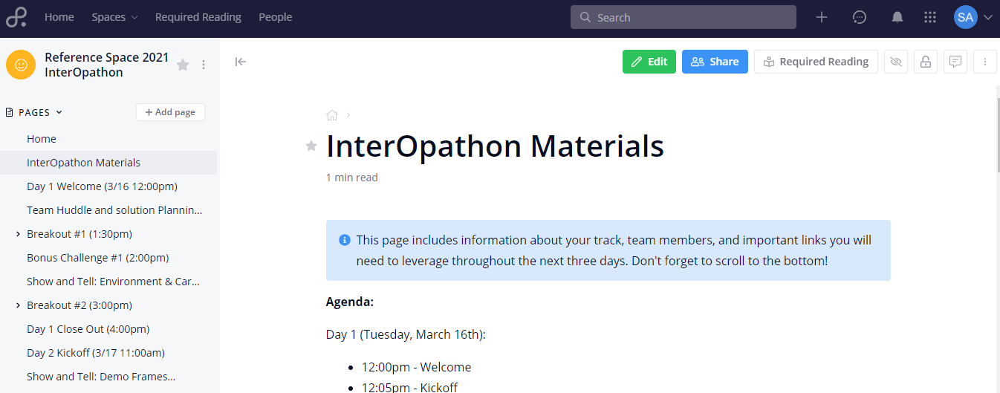 Home Spaces Required Reading People Search SA
Reference Space 2021
InterOpathon
Edit Share Required Reading
PAGES + Add page
Home
InterOpathon Materials
Day 1 Welcome (3/16 12:00pm)
Team Huddle and solution Plannin...
Breakout #1 (1:30pm)
Bonus Challenge #1 (2:00pm)
Show and Tell: Environment & Car...
Breakout #2 (3:00pm)
Day 1 Close Out (4:00pm)
Day 2 Kickoff (3/17 11:00am)
Show and Tell: Demo Frames...
InterOpathon Materials
1 min read
This page includes information about your track, team members, and important links you will
need to leverage throughout the next three days. Don't forget to scroll to the bottom!
Agenda:
Day 1 (Tuesday, March 16th):
• 12:00pm - Welcome
• 12:05pm - Kickoff